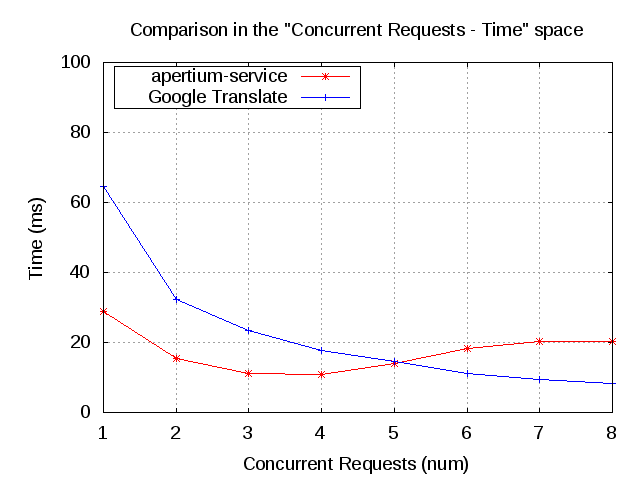 Comparison in the "Concurrent Requests - Time" space
apertium-service
Google Translate
Time (ms)
100
80
60
40
20
0
1 2 3 4 5 6 7 8
Concurrent Requests (num)